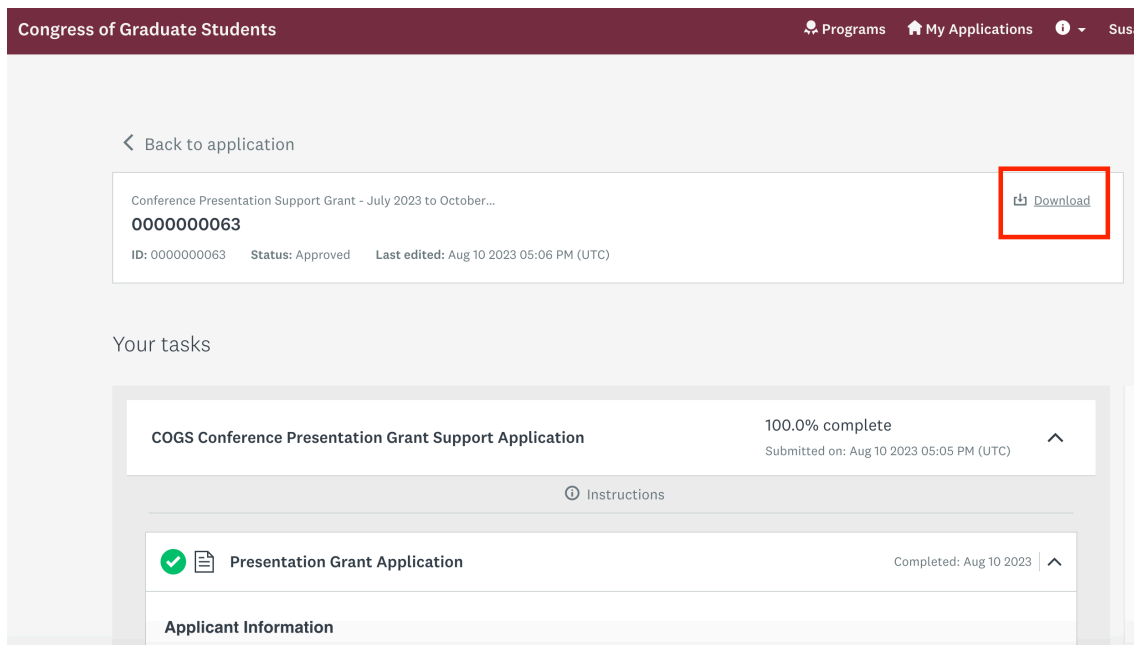 Congress of Graduate Students Programs My Applications
Back to application
Conference Presentation Support Grant - July 2023 to October...
Download
0000000063
ID: 0000000063 Status: Approved Last edited: Aug 10 2023 05:06 PM (UTC)
Your tasks
COGS Conference Presentation Grant Support Application
100.0% complete
Submitted on: Aug 10 2023 05:05 PM (UTC)
Instructions
Presentation Grant Application Completed: Aug 10 2023
Applicant Information